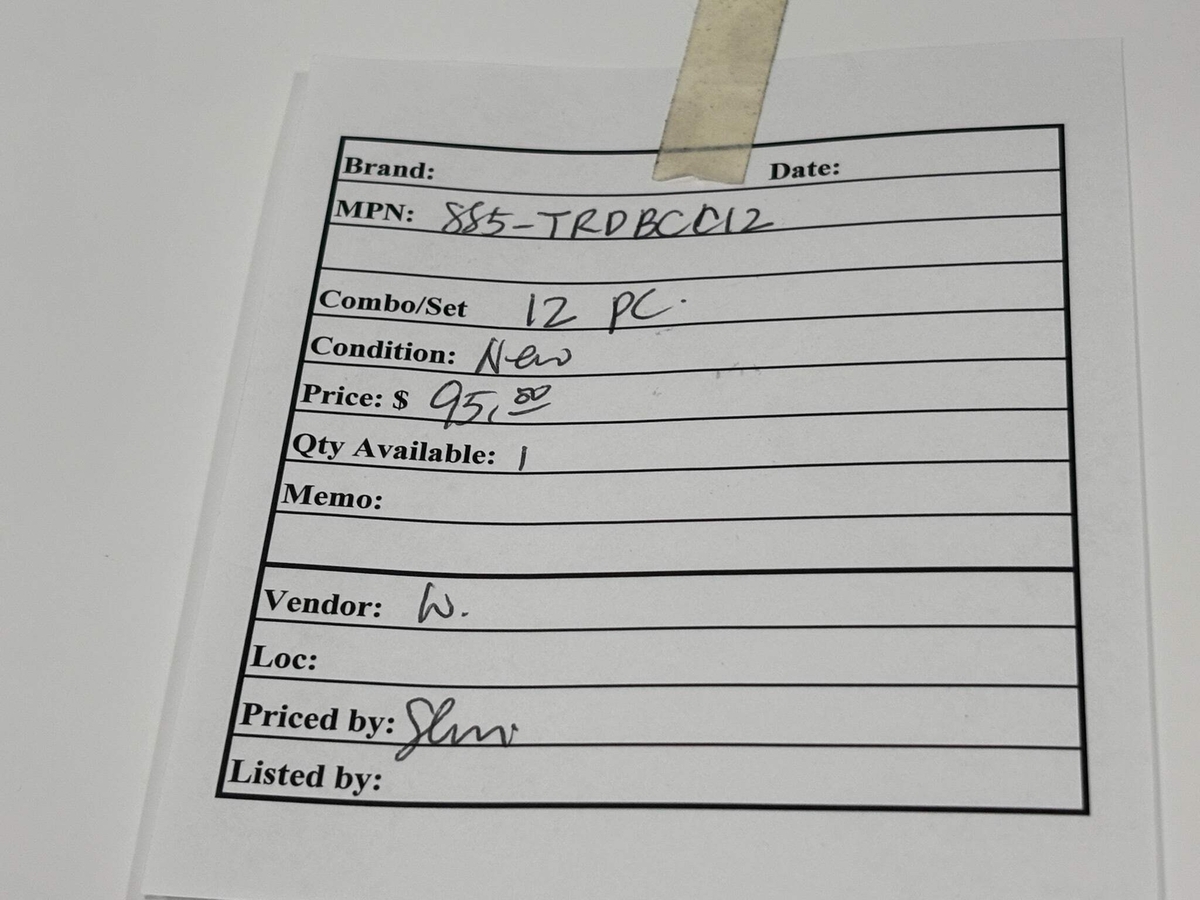 Brand: Date:
MPN: 885-TRDBCC12
Combo/Set 12 PC.
Condition: New
Price: $ 95.00
Qty Available: 1
Memo:
Vendor: W.
Loc:
Priced by:
Listed by: